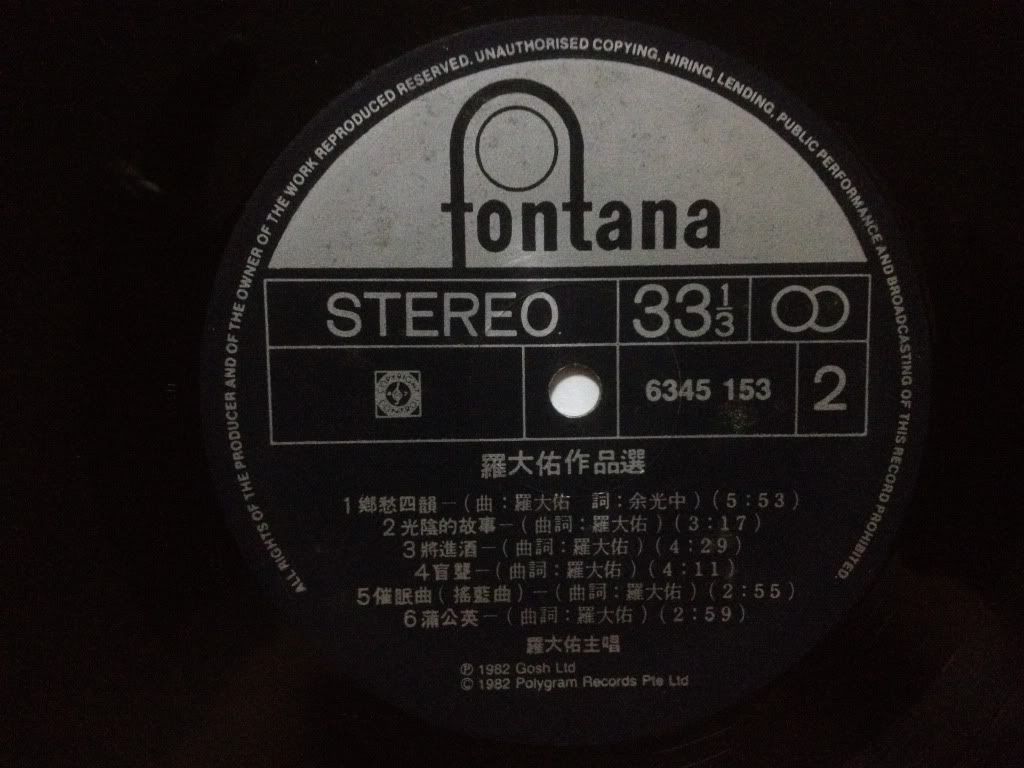 ALL RIGHTS OF THE PRODUCER AND OF THE OWNER OF THE WORK REPRODUCED RESERVED. UNAUTHORISED COPYING, HIRING, LENDING, PUBLIC PERFORMANCE AND BROADCASTING OF THIS RECORD PROHIBITED.
fontana
STEREO 33 1/3
6345 153 2
羅大佑作品選
1鄉愁四韻－(曲：羅大佑 詞：余光中)(5:53)
2光陰的故事－(曲詞：羅大佑)(3:17)
3將進酒－(曲詞：羅大佑)(4:29)
4盲聾－(曲詞：羅大佑)(4:11)
5催眠曲(搖藍曲)－(曲詞：羅大佑)(2:55)
6蒲公英－(曲詞：羅大佑)(2:59)
羅大佑主唱
℗ 1982 Gosh Ltd
© 1982 Polygram Records Pte Ltd